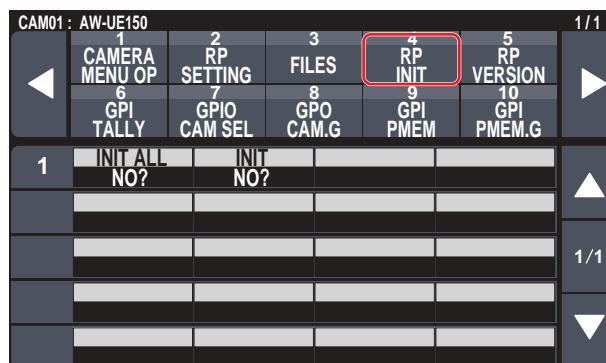 CAM01 : AW-UE150 1 / 1
1 2 3 4 5
CAMERA MENU OP RP SETTING FILES RP INIT RP VERSION
6 7 8 9 10
GPI TALLY GPIO CAM SEL GPO CAM.G GPI PMEM GPI PMEM.G
1 INIT ALL INIT
NO? NO?
1/1